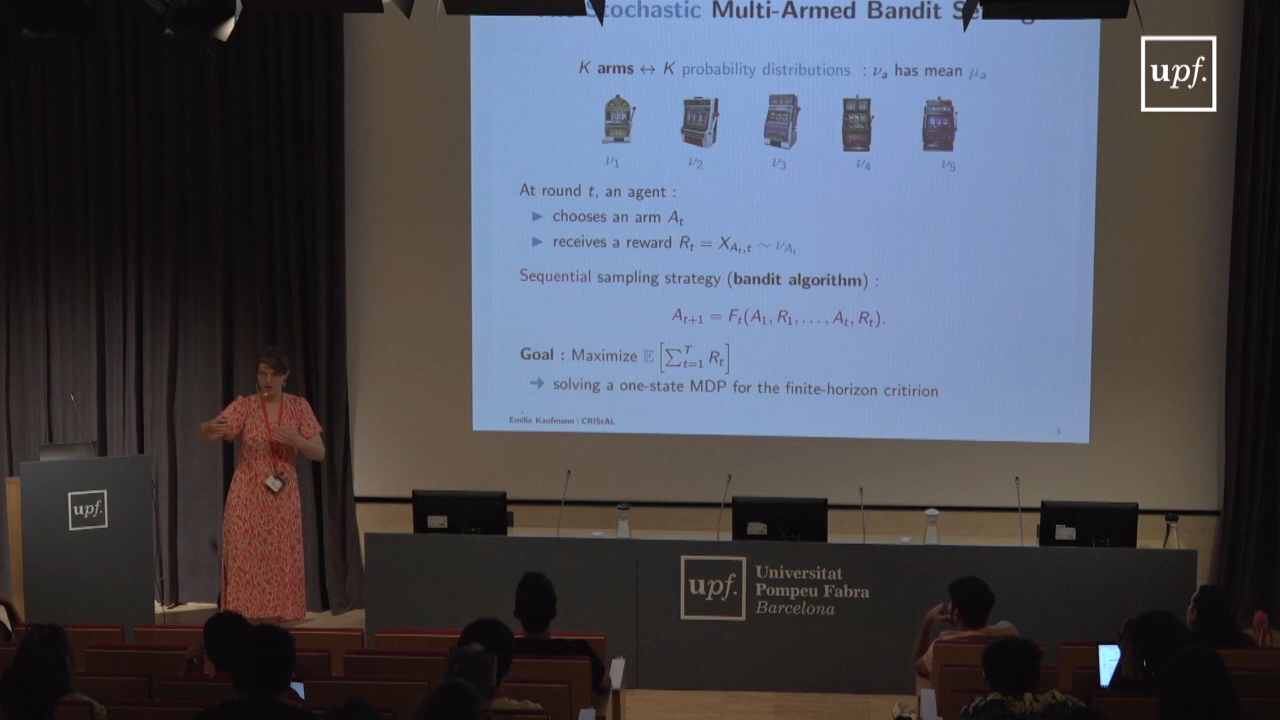 Stochastic Multi-Armed Bandit
K arms ↔ K probability distributions : νa has mean μa
ν1 ν2 ν3 ν4 ν5
At round t, an agent :
► chooses an arm At
► receives a reward Rt = XAt,t ~ νAt
Sequential sampling strategy (bandit algorithm) :
At+1 = Ft(A1, R1, . . . , At, Rt).
Goal : Maximize 𝔼 [∑Tt=1 Rt]
➔ solving a one-state MDP for the finite-horizon critirion
Emilie Kaufmann | CRIStAL
5
upf.
upf.
upf.
Universitat
Pompeu Fabra
Barcelona